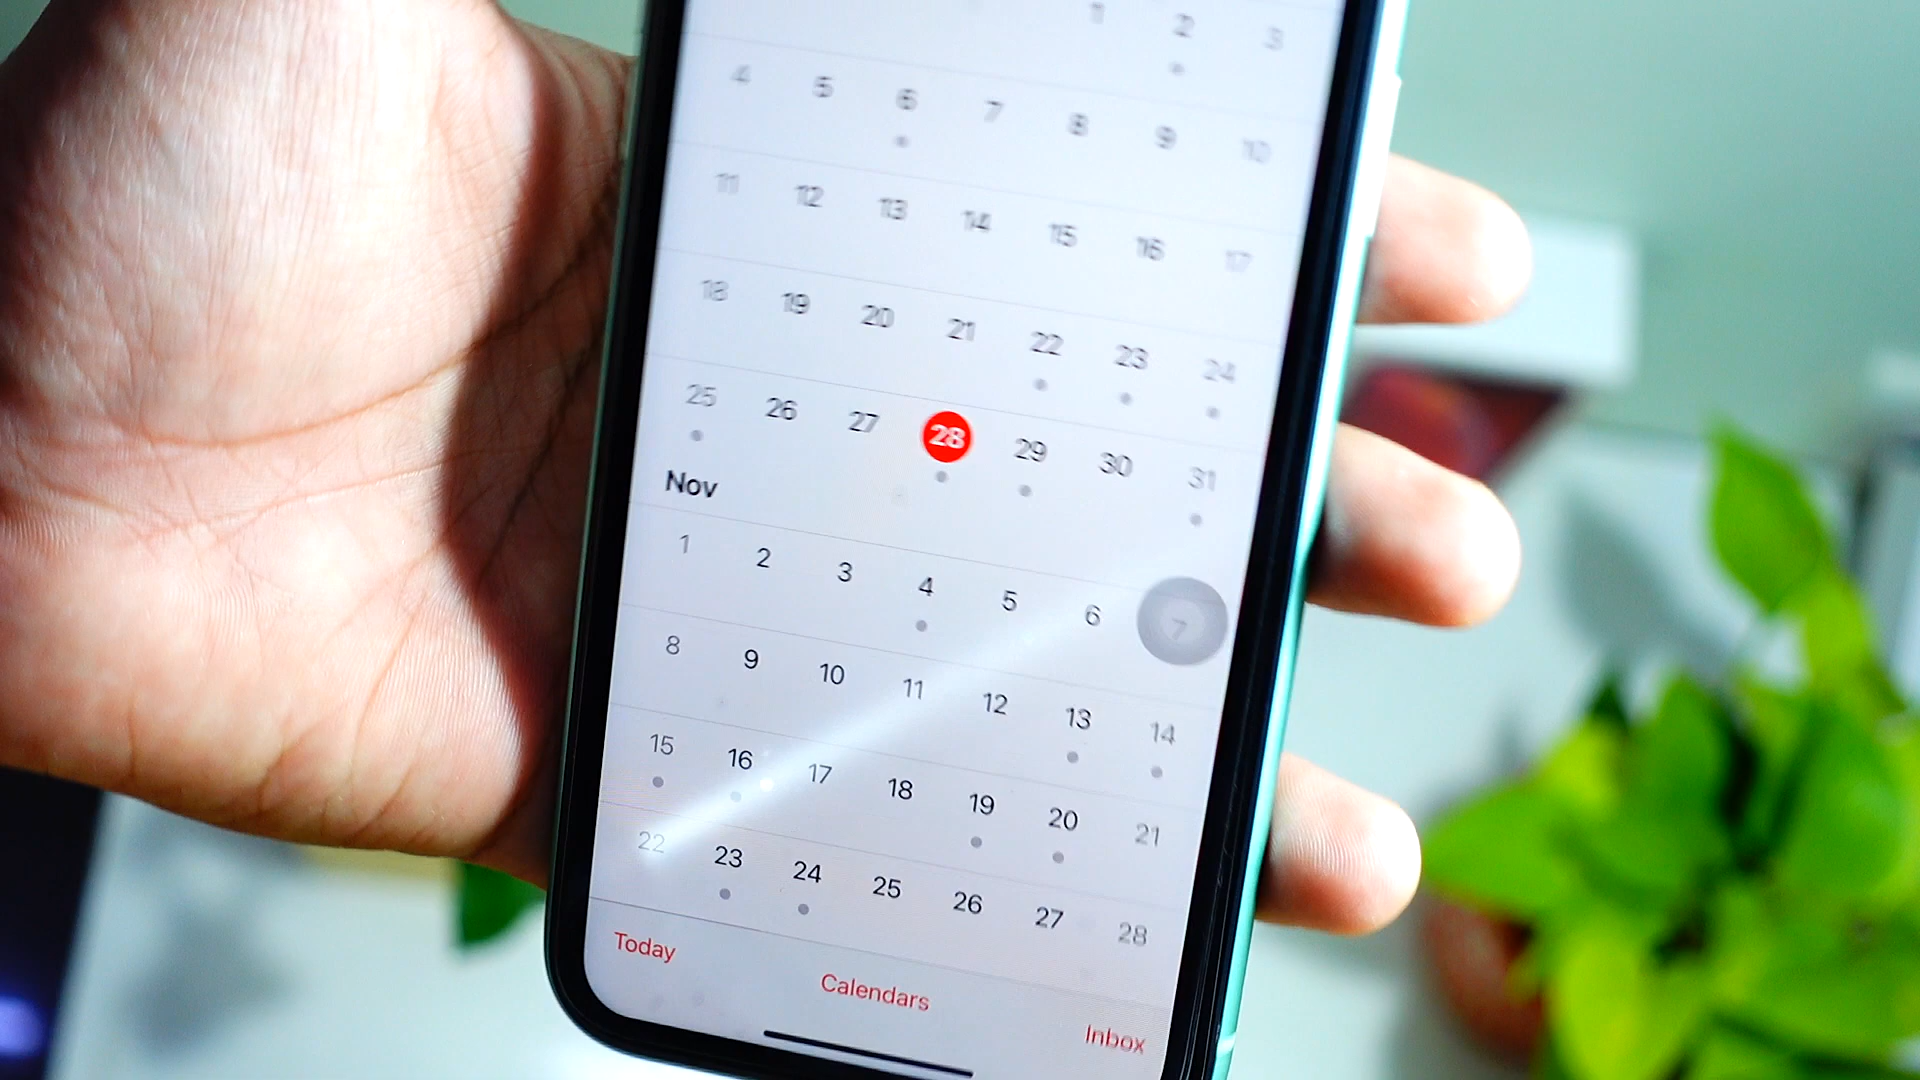 1 2 3
4 5 6 7 8 9 10
11 12 13 14 15 16 17
18 19 20 21 22 23 24
25 26 27 28 29 30 31
Nov
1 2 3 4 5 6 7
8 9 10 11 12 13 14
15 16 17 18 19 20 21
22 23 24 25 26 27 28
Today Calendars Inbox